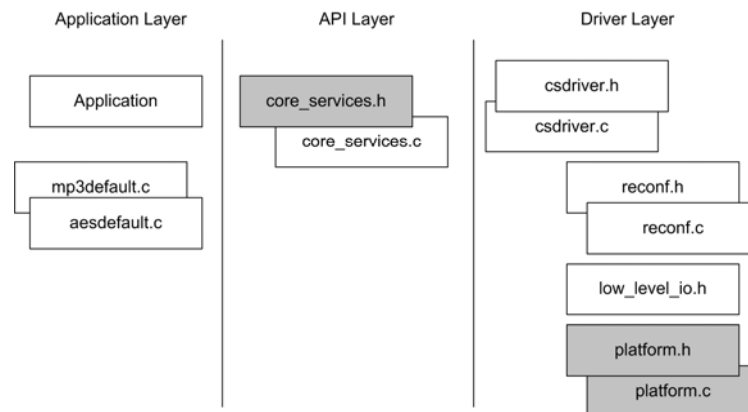 Application Layer
API Layer
Driver Layer
Application
mp3default.c
aesdefault.c
core_services.h
core_services.c
csdriver.h
csdriver.c
reconf.h
reconf.c
low_level_io.h
platform.h
platform.c